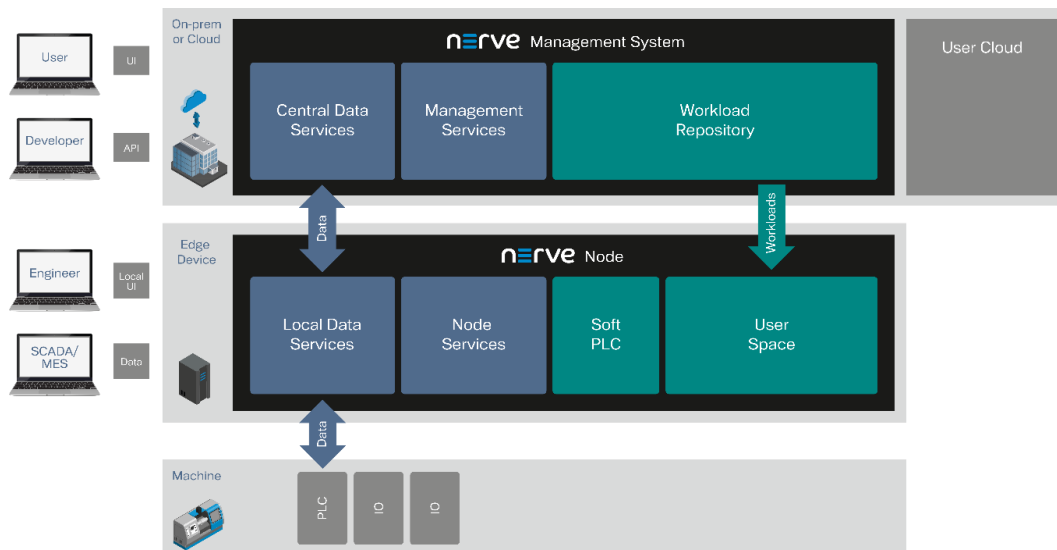 On-prem
or Cloud
nerve Management System
User Cloud
User
UI
Central Data
Services
Management
Services
Workload
Repository
Developer
API
Data
Workloads
Edge
Device
nerve Node
Engineer
Local
UI
Local Data
Services
Node
Services
Soft
PLC
User
Space
SCADA/
MES
Data
Data
Machine
PLC
IO
IO